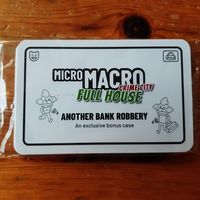 MICRO
MACRO
CRIME CITY
FULL HOUSE
ANOTHER BANK ROBBERY
An exclusive bonus case